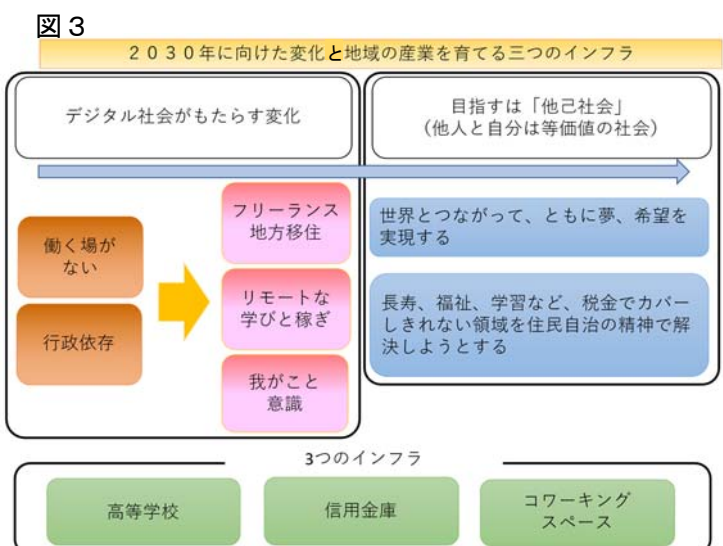 図３
２０３０年に向けた変化と地域の産業を育てる三つのインフラ
デジタル社会がもたらす変化
目指すは「他己社会」
（他人と自分は等価値の社会）
働く場が
ない
行政依存
フリーランス
地方移住
リモートな
学びと稼ぎ
我がこと
意識
世界とつながって、ともに夢、希望を
実現する
長寿、福祉、学習など、税金でカバー
しきれない領域を住民自治の精神で解
決しようとする
3つのインフラ
高等学校
信用金庫
コワーキング
スペース